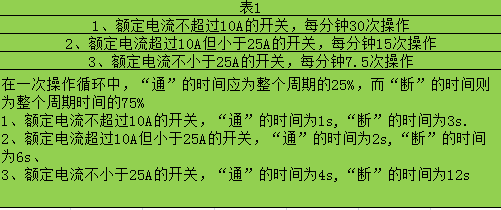 表1
1、额定电流不超过10A的开关，每分钟30次操作
2、额定电流超过10A但小于25A的开关，每分钟15次操作
3、额定电流不小于25A的开关，每分钟7.5次操作
在一次操作循环中，“通”的时间应为整个周期的25%，而“断”的时间则
为整个周期时间的75%
1、额定电流不超过10A的开关，“通”的时间为1s,“断”的时间为3s.
2、额定电流超过10A但小于25A的开关，“通”的时间为2s,“断”的时间
为6s、
3、额定电流不小于25A的开关，“通”的时间为4s,“断”的时间为12s